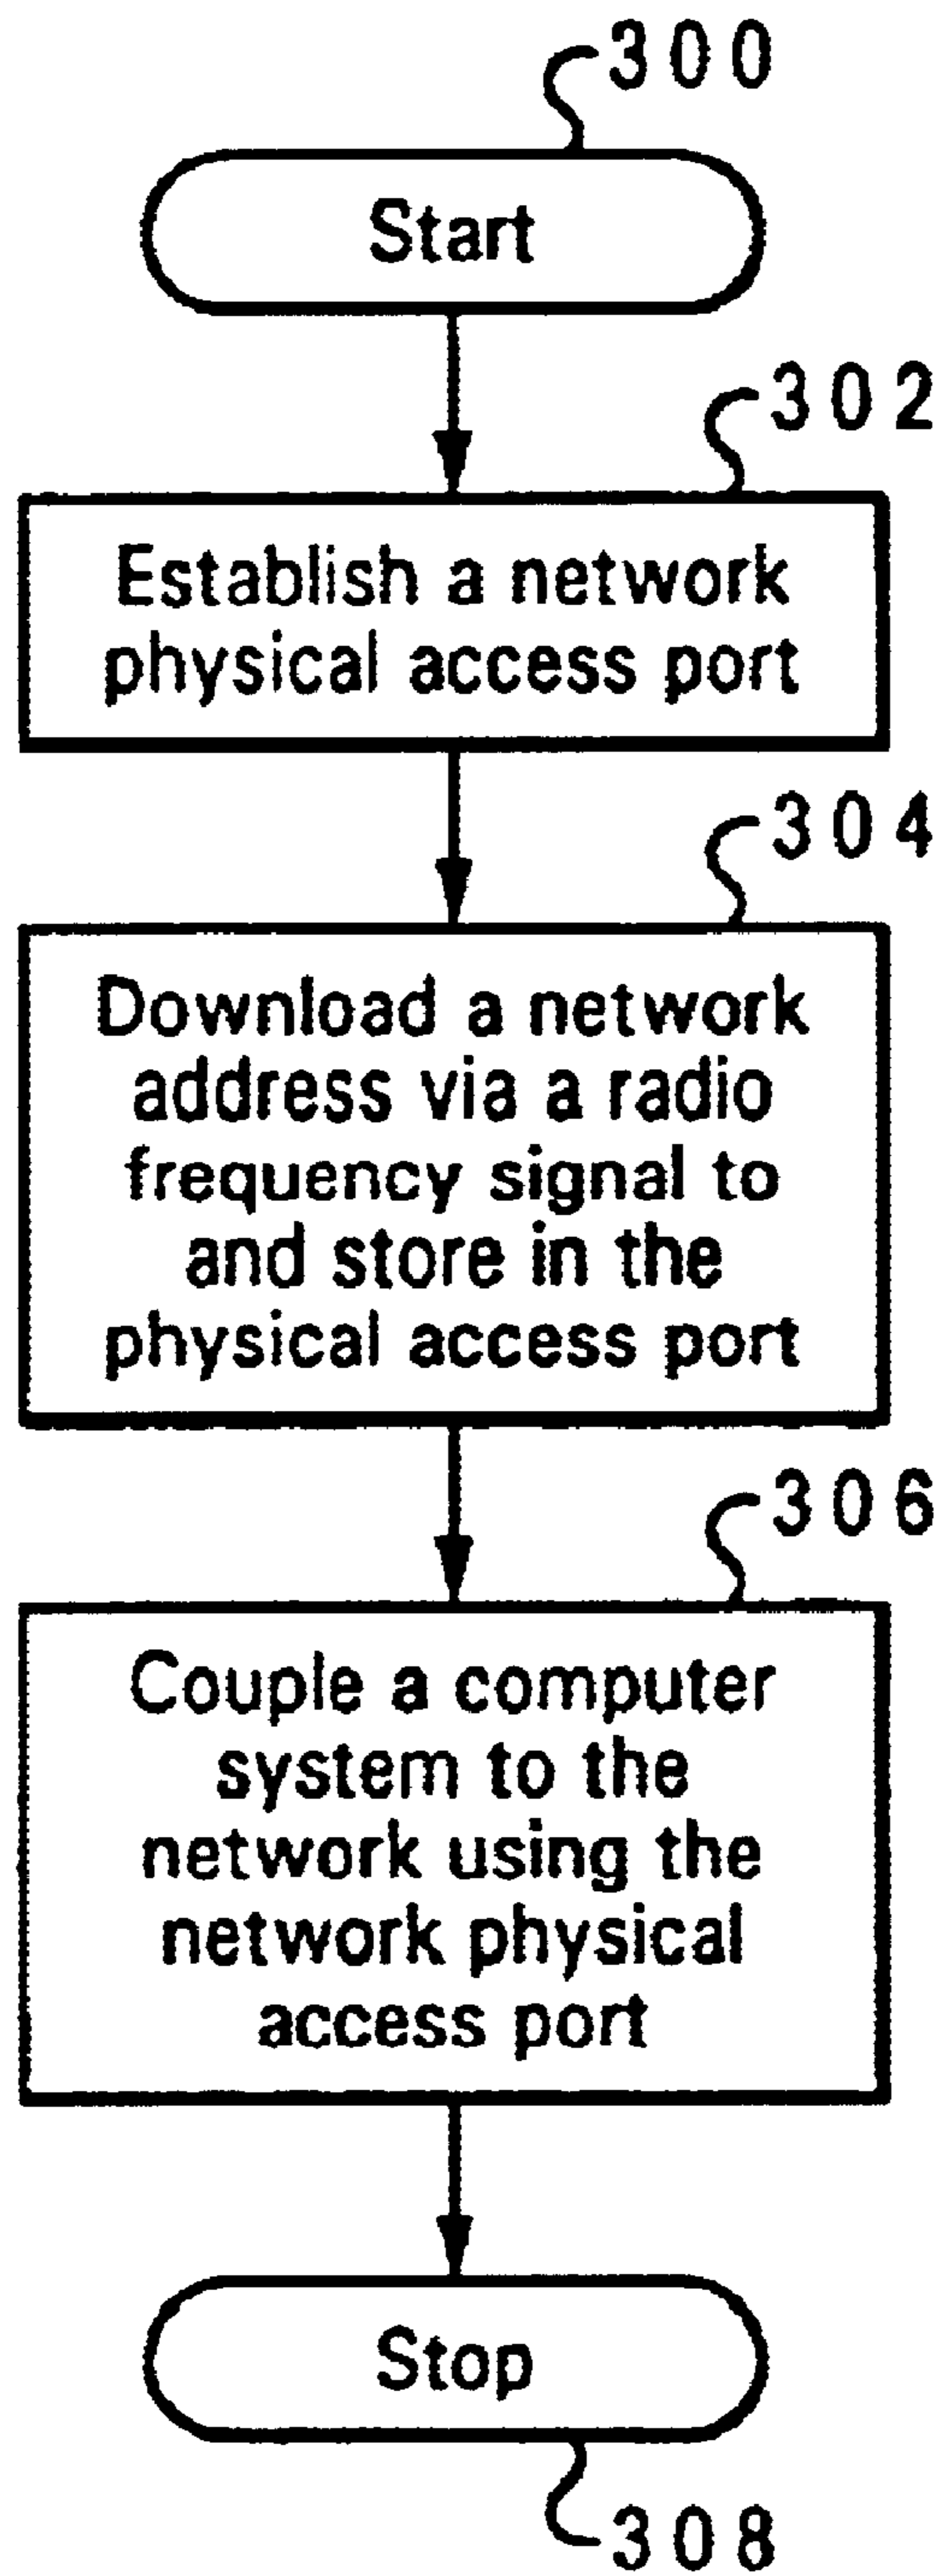 300
Start
302
Establish a network
physical access port
304
Download a network
address via a radio
frequency signal to
and store in the
physical access port
306
Couple a computer
system to the
network using the
network physical
access port
Stop
308